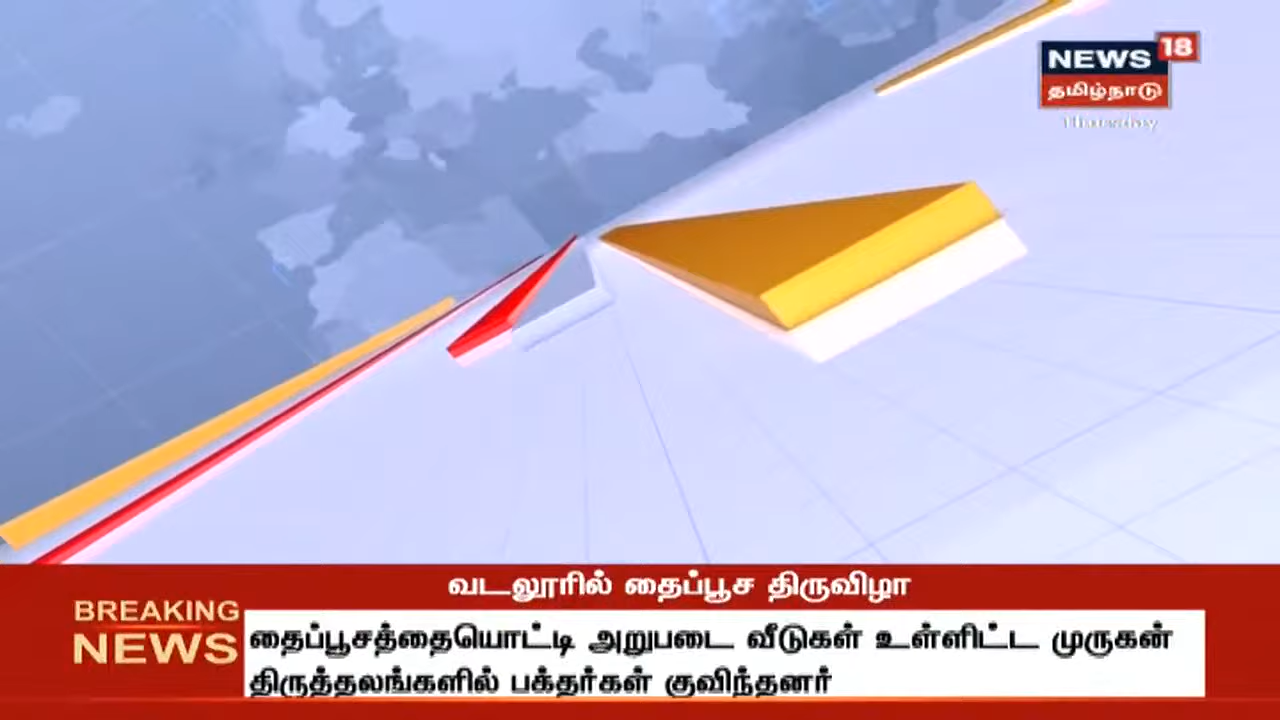 NEWS 18
தமிழ்நாடு
Thursday
வடலூரில் தைப்பூச திருவிழா
BREAKING
NEWS
தைப்பூசத்தையொட்டி அறுபடை வீடுகள் உள்ளிட்ட முருகன்
திருத்தலங்களில் பக்தர்கள் குவிந்தனர்